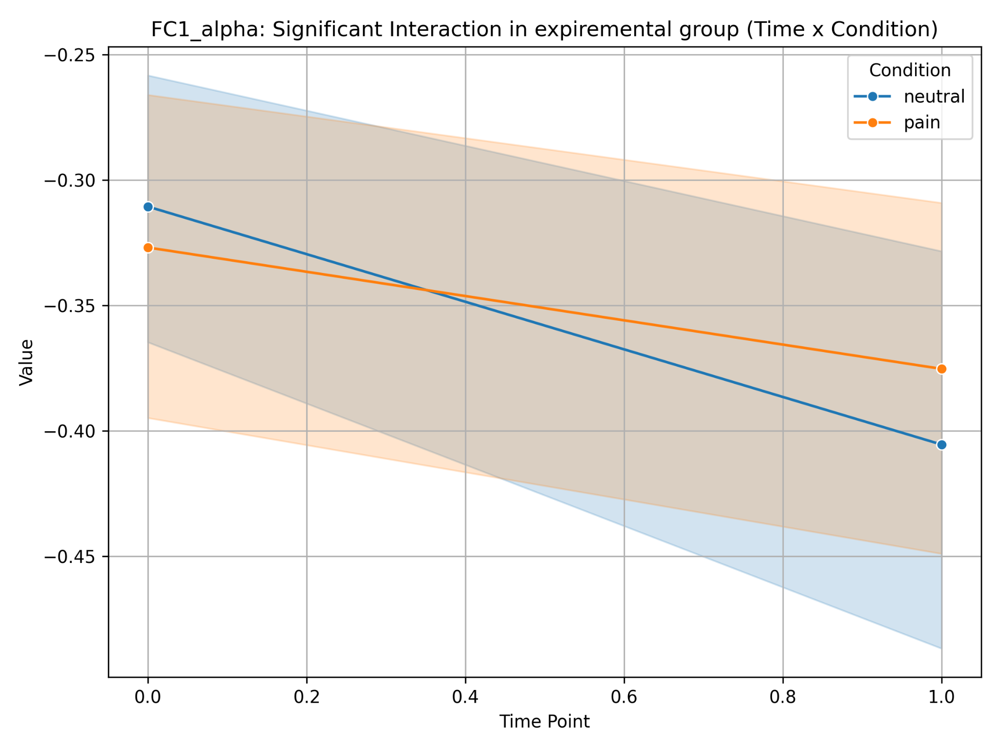 FC1_alpha: Significant Interaction in expiremental group (Time x Condition)
−0.25
−0.30
−0.35
−0.40
−0.45
Value
Condition
neutral
pain
0.0 0.2 0.4 0.6 0.8 1.0
Time Point